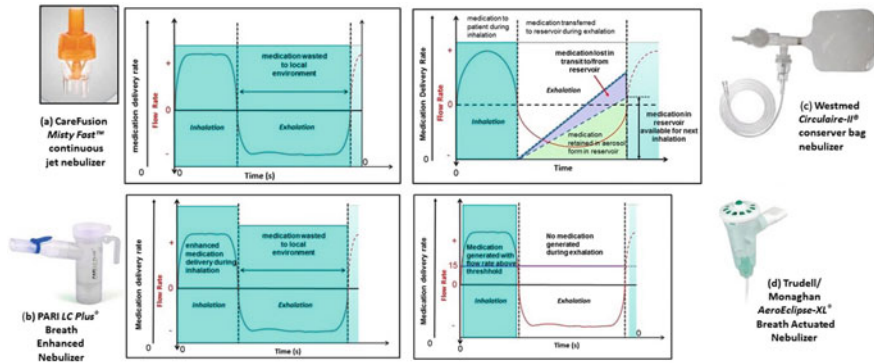 (a) CareFusion
Misty Fast™
continuous
jet nebulizer
medication delivery rate
Flow Rate
+
0
-
medication wasted
to local
environment
Inhalation
Exhalation
0
0
0
Time (s)
Medication Delivery Rate
Flow Rate
+
0
-
medication to
patient during
inhalation
medication transferred
to reservoir during exhalation
medication lost in
transit to/from
reservoir
Exhalation
Inhalation
medication
retained in aerosol
form in reservoir
medication
in reservoir
available for next
inhalation
0
0
Time
(c) Westmed
Circulaire-II®
conserver bag
nebulizer
(b) PARI LC Plus®
Breath
Enhanced
Nebulizer
Medication delivery rate
Flow Rate
+
0
-
enhanced
medication
delivery during
inhalation
medication wasted
to local
environment
Inhalation
Exhalation
0
0
Time (s)
Medication delivery rate
Flow Rate
+
15
0
-
Medication
generated with
flow rate above
threshhold
No medication
generated
during exhalation
Inhalation
Exhalation
0
0
Time (s)
(d) Trudell/
Monaghan
AeroEclipse-XL®
Breath Actuated
Nebulizer